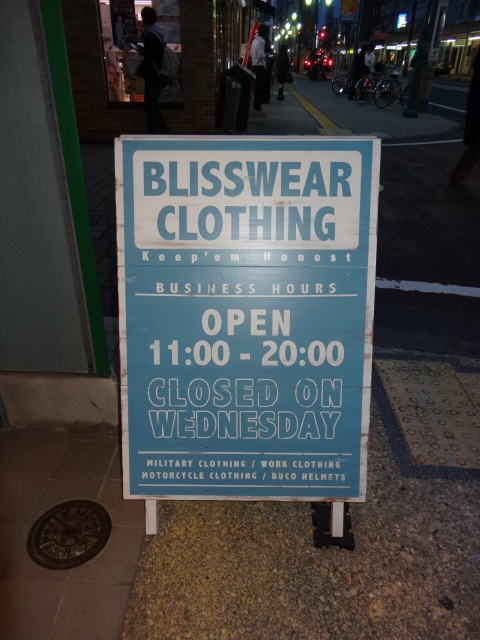 BLISSWEAR
CLOTHING
Keep'em Honest
BUSINESS HOURS
OPEN
11:00 - 20:00
CLOSED ON
WEDNESDAY
MILITARY CLOTHING / WORK CLOTHING
MOTORCYCLE CLOTHING / BUCO HELMETS